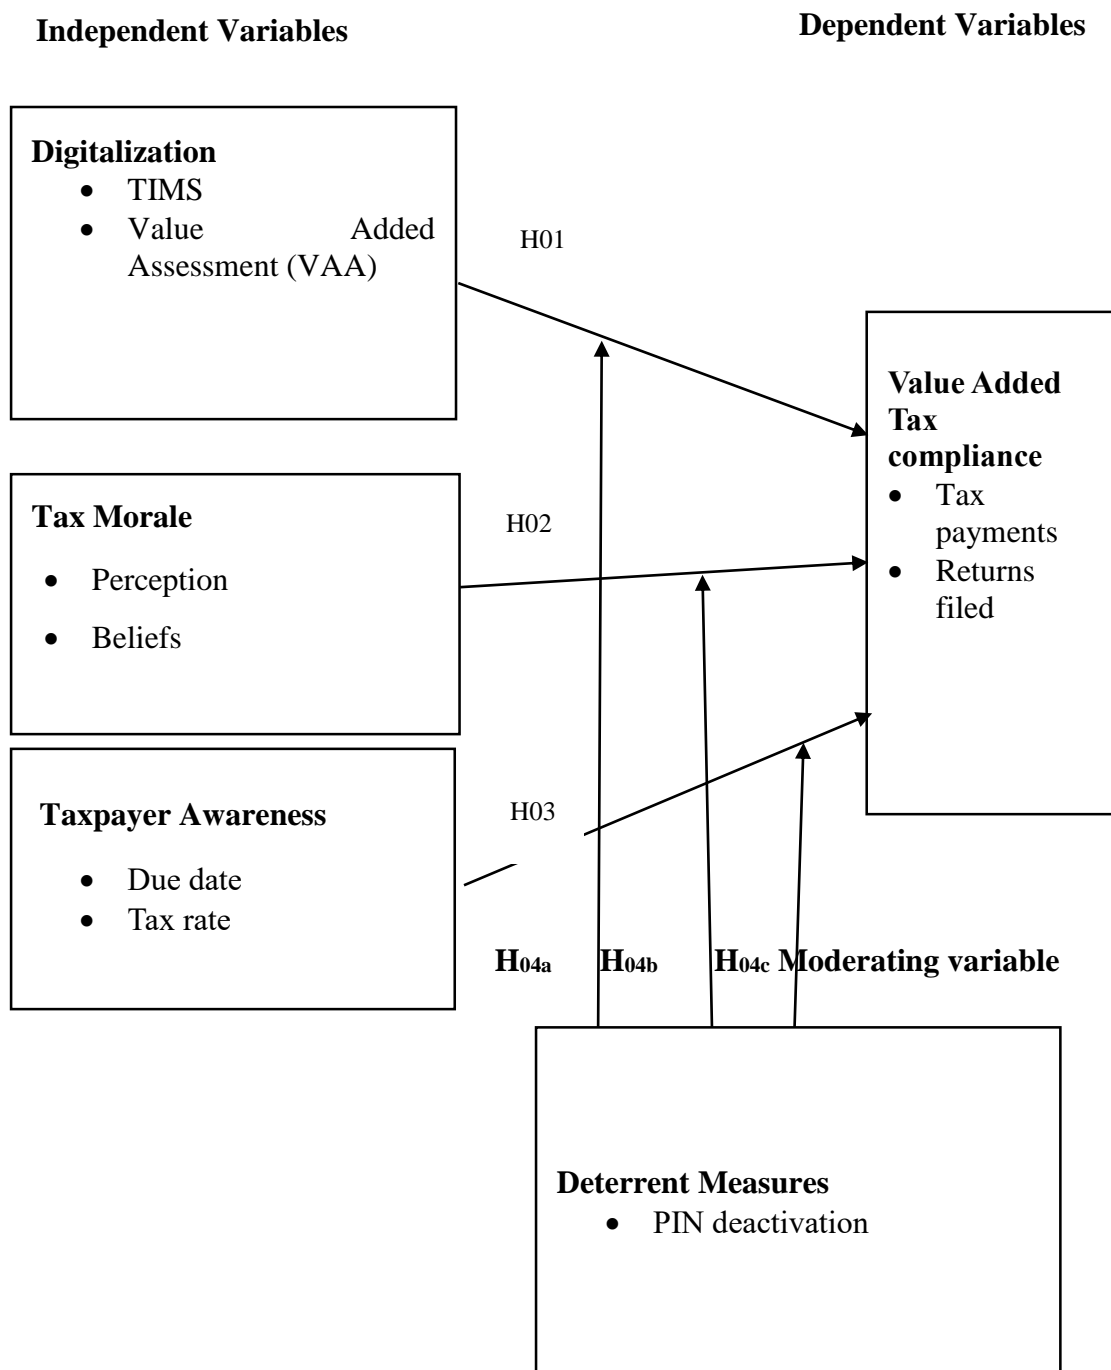 Independent Variables
Dependent Variables
Digitalization
• TIMS
• Value Added
Assessment (VAA)
H01
Value Added
Tax
compliance
• Tax
payments
• Returns
filed
Tax Morale
• Perception
• Beliefs
H02
Taxpayer Awareness
• Due date
• Tax rate
H03
H04a H04b H04c Moderating variable
Deterrent Measures
• PIN deactivation